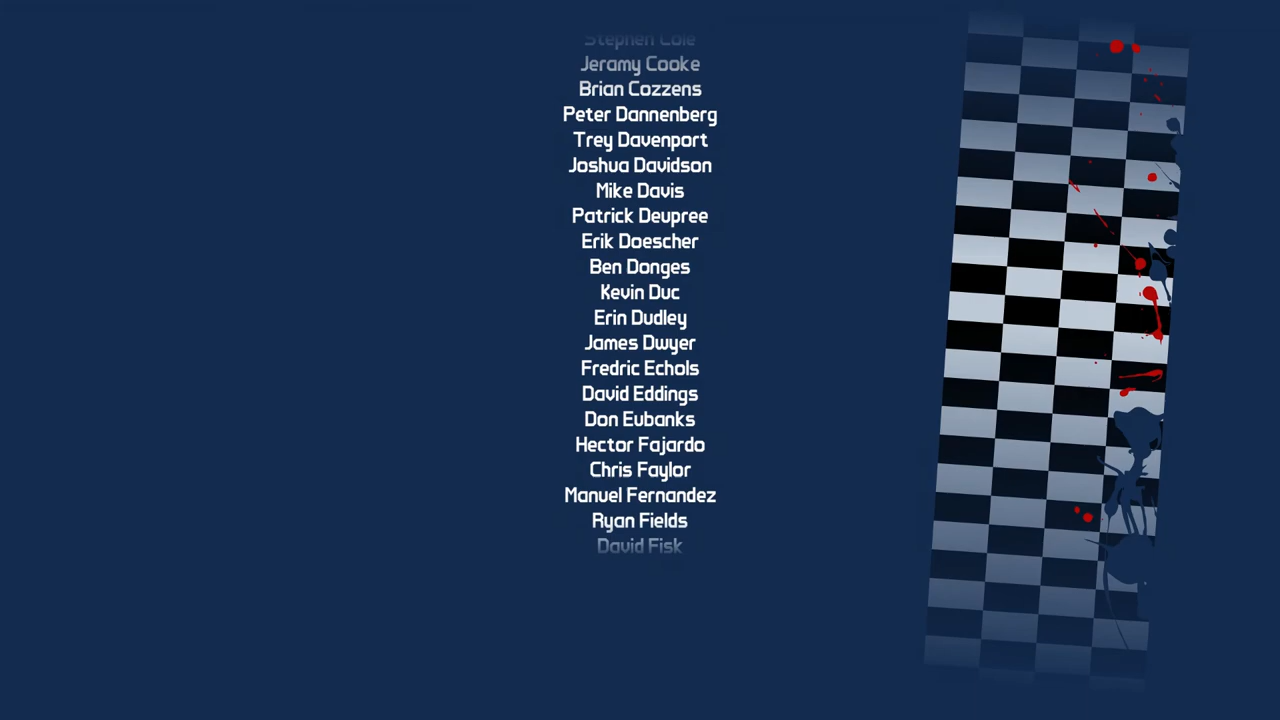 Stephen Cole
Jeramy Cooke
Brian Cozzens
Peter Dannenberg
Trey Davenport
Joshua Davidson
Mike Davis
Patrick Deupree
Erik Doescher
Ben Donges
Kevin Duc
Erin Dudley
James Dwyer
Fredric Echols
David Eddings
Don Eubanks
Hector Fajardo
Chris Faylor
Manuel Fernandez
Ryan Fields
David Fisk